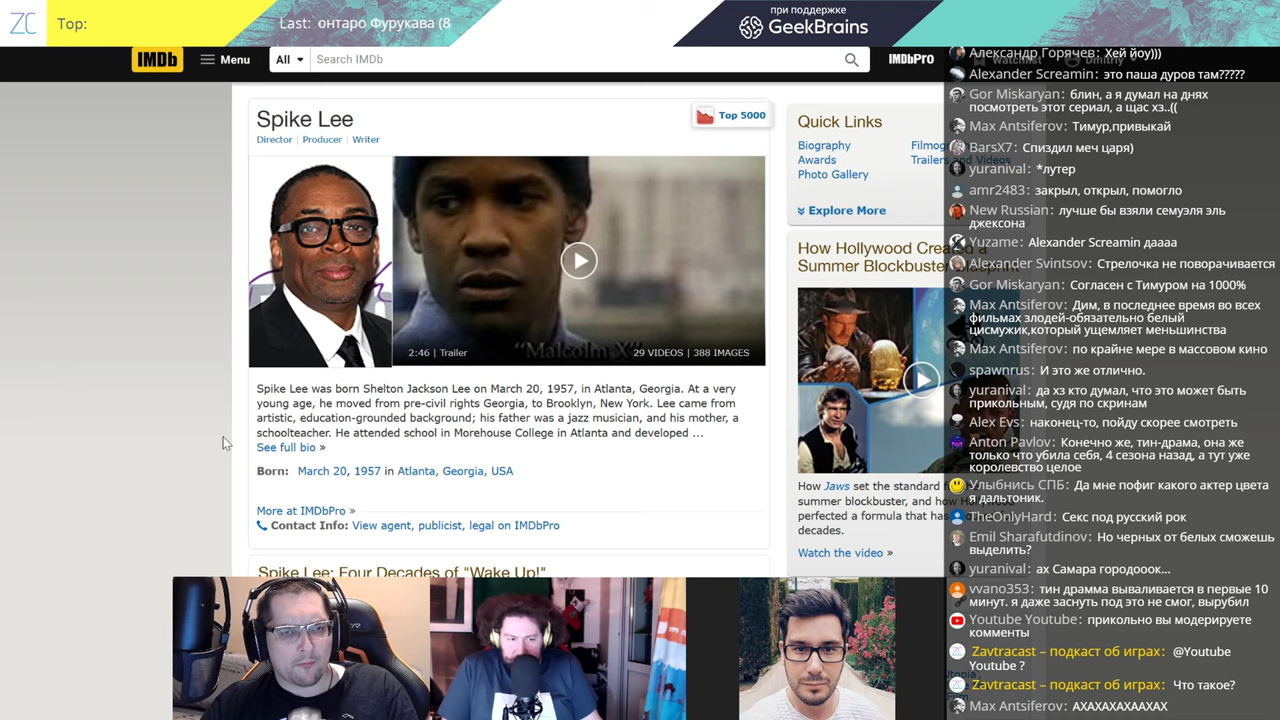 ZC
Top:
Last: онтаро Фурукава (8
при поддержке
GeekBrains
IMDb
Menu
All
Search IMDb
IMDbPro
Spike Lee
Director | Producer | Writer
Top 5000
"Malcolm X"
2:46 | Trailer
29 VIDEOS | 388 IMAGES
Spike Lee was born Shelton Jackson Lee on March 20, 1957, in Atlanta, Georgia. At a very
young age, he moved from pre-civil rights Georgia, to Brooklyn, New York. Lee came from
artistic, education-grounded background; his father was a jazz musician, and his mother, a
schoolteacher. He attended school in Morehouse College in Atlanta and developed ...
See full bio »
Born: March 20, 1957 in Atlanta, Georgia, USA
More at IMDbPro »
Contact Info: View agent, publicist, legal on IMDbPro
Spike Lee: Four Decades of "Wake Up!"
Quick Links
Biography
Awards
Photo Gallery
Trailers and Videos
Explore More
How Hollywood Created a
Summer Blockbuster
How Jaws set the standard
summer blockbuster, and how
perfected a formula that has
decades.
Watch the video »
Александр Горячев: Хей йоу)))
Alexander Screamin: это паша дуров там?????
Gor Miskaryan: блин, а я думал на днях
посмотреть этот сериал, а щас хз..((
Max Antsiferov: Тимур,привыкай
BarsX7: Спиздил меч царя)
yuranival: *лутер
amr2483: закрыл, открыл, помогло
New Russian: лучше бы взяли семуэля эль
джексона
Yuzame: Alexander Screamin даааа
Alexander Svintsov: Стрелочка не поворачивается
Gor Miskaryan: Согласен с Тимуром на 1000%
Max Antsiferov: Дим, в последнее время во всех
фильмах злодей-обязательно белый
цисмужик,который ущемляет меньшинства
Max Antsiferov: по крайне мере в массовом кино
spawnrus: И это же отлично.
yuranival: да хз кто думал, что это может быть
прикольным, судя по скринам
Alex Evs: наконец-то, пойду скорее смотреть
Anton Pavlov: Конечно же, тин-драма, она же
только что убила себя, 4 сезона назад, а тут уже
королевство целое
Улыбнись СПБ: Да мне пофиг какого актер цвета
я дальтоник.
TheOnlyHard: Секс под русский рок
Emil Sharafutdinov: Но черных от белых сможешь
выделить?
yuranival: ах Самара городооок...
vvano353: тин драмма вываливается в первые 10
минут. я даже заснуть под это не смог, вырубил
Youtube Youtube: прикольно вы модерируете
комменты
Zavtracast – подкаст об играх: @Youtube
Youtube ?
Zavtracast – подкаст об играх: Что такое?
Max Antsiferov: АХАХАХАХААХАХ